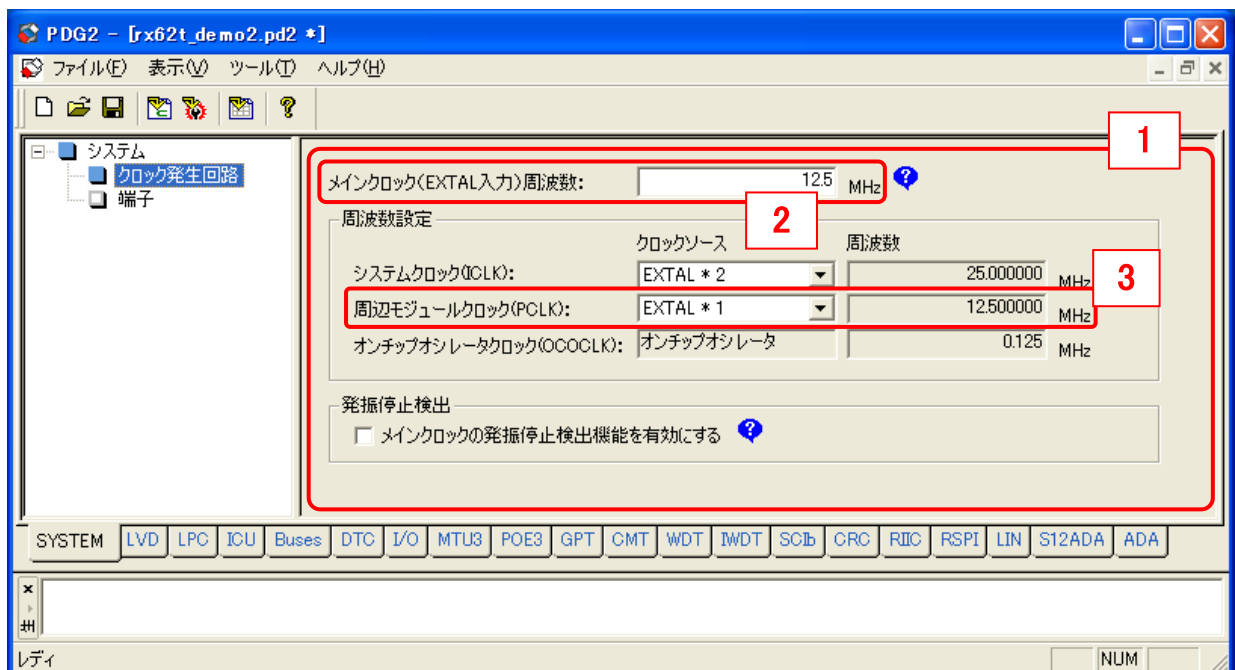 PDG2 - [rx62t_demo2.pd2 *]
ファイル(F) 表示(V) ツール(T) ヘルプ(H)
システム
クロック発生回路
端子
1
メインクロック(EXTAL入力)周波数: 12.5 MHz
2
周波数設定
クロックソース 周波数
システムクロック(ICLK): EXTAL * 2 25.000000 MHz
3
周辺モジュールクロック(PCLK): EXTAL * 1 12.500000 MHz
オンチップオシレータクロック(OCOCLK): オンチップオシレータ 0.125 MHz
発振停止検出
メインクロックの発振停止検出機能を有効にする
SYSTEM LVD LPC ICU Buses DTC I/O MTU3 POE3 GPT CMT WDT IWDT SCIb CRC RIIC RSPI LIN S12ADA ADA
レディ NUM